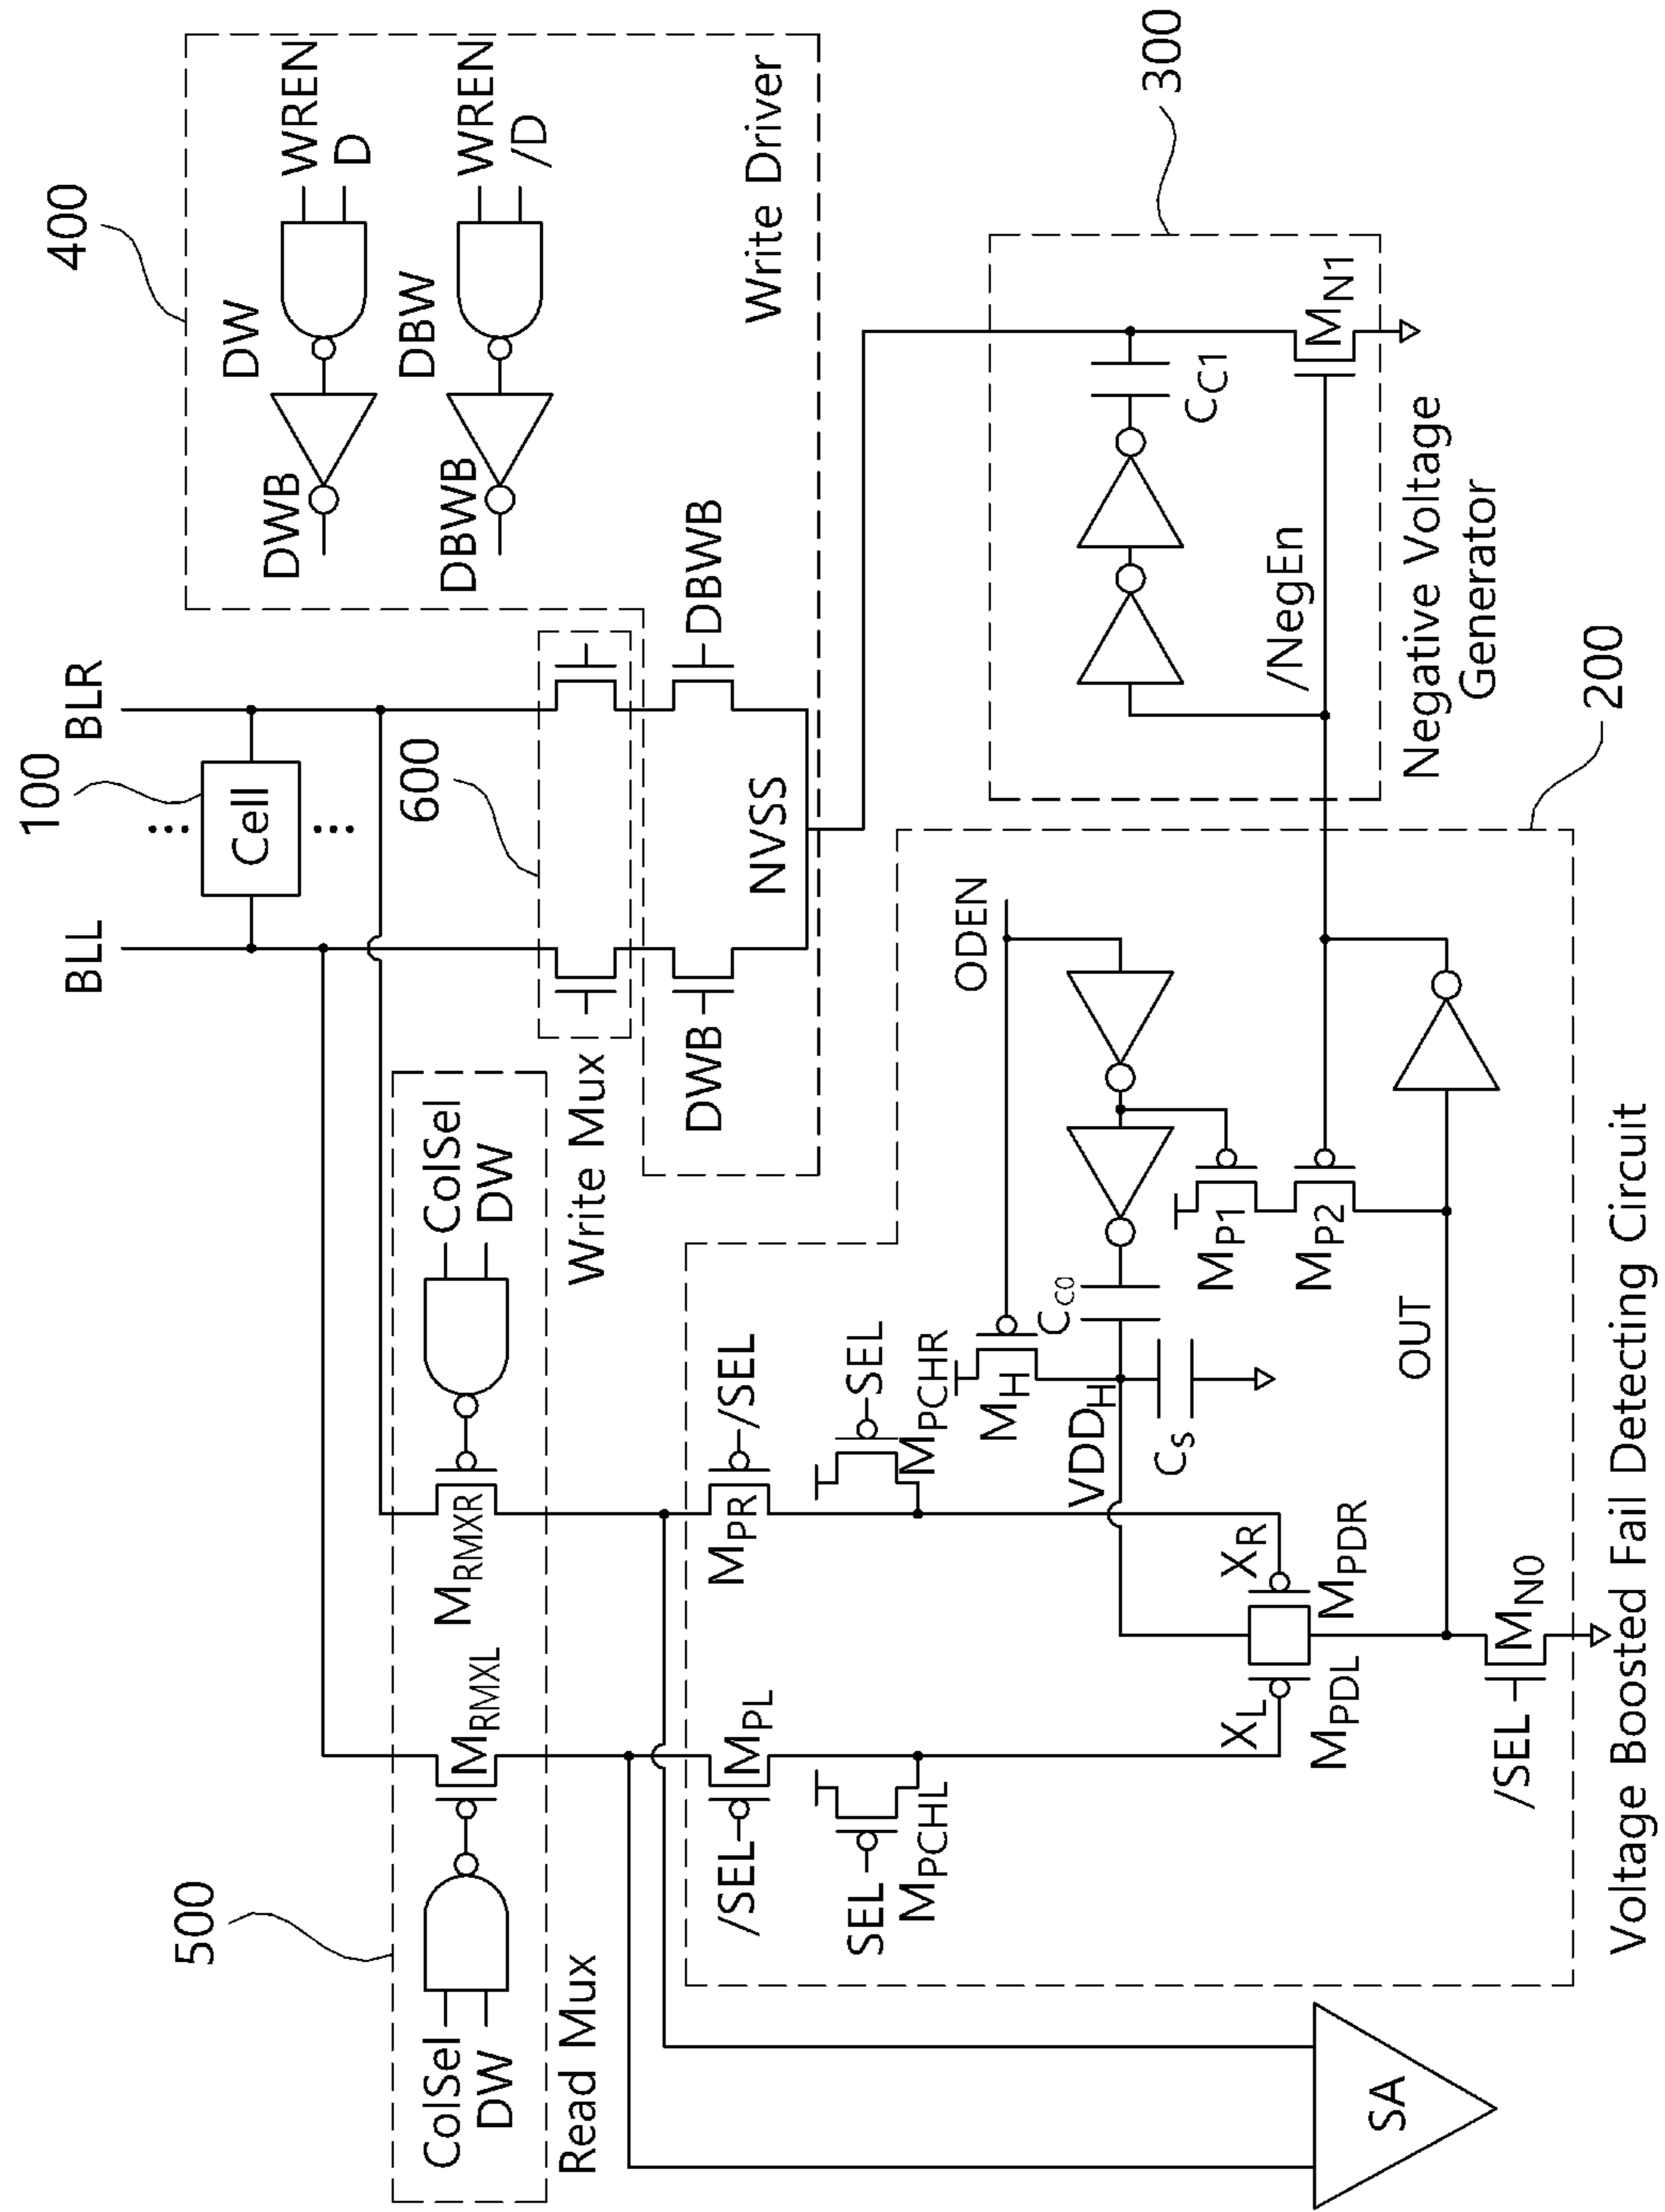 100
BLL
BLR
Cell
400
DW
WREN
D
DWB
DBW
WREN
/D
DBWB
Write Driver
600
Write Mux
DWB
DBWB
NVSS
500
ColSel
DW
MRMXL
MRMXR
ColSel
DW
Read Mux
/SEL
MPL
MPR
/SEL
SEL
MPCHL
SEL
MPCHR
ODEN
MH
CC0
VDDH
CS
MP1
MP2
XL
XR
MPDL
MPDR
OUT
/SEL
MN0
200
Voltage Boosted Fail Detecting Circuit
300
CC1
/NegEn
MN1
Negative Voltage
Generator
SA